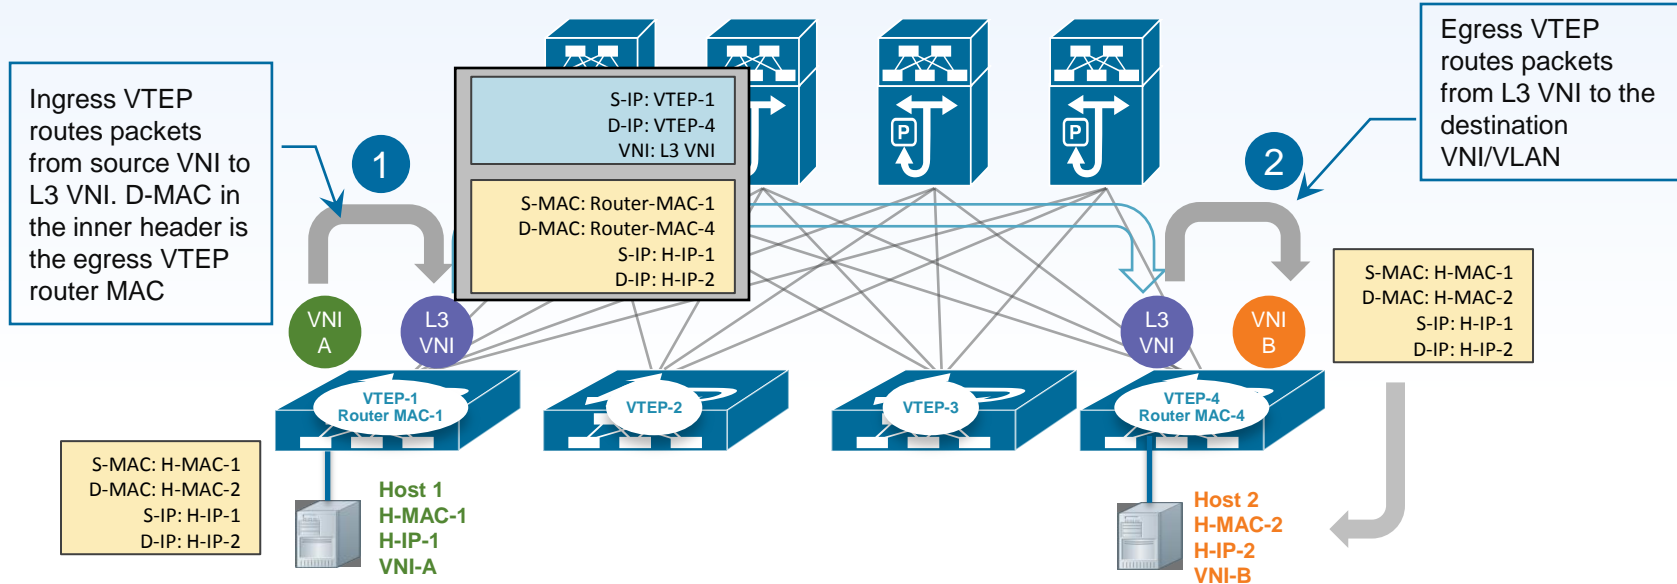 Ingress VTEP
routes packets
from source VNI to
L3 VNI. D-MAC in
the inner header is
the egress VTEP
router MAC
1
S-IP: VTEP-1
D-IP: VTEP-4
VNI: L3 VNI
S-MAC: Router-MAC-1
D-MAC: Router-MAC-4
S-IP: H-IP-1
D-IP: H-IP-2
P
P
2
Egress VTEP
routes packets
from L3 VNI to the
destination
VNI/VLAN
VNI
A
L3
VNI
L3
VNI
VNI
B
S-MAC: H-MAC-1
D-MAC: H-MAC-2
S-IP: H-IP-1
D-IP: H-IP-2
VTEP-1
Router MAC-1
VTEP-2
VTEP-3
VTEP-4
Router MAC-4
S-MAC: H-MAC-1
D-MAC: H-MAC-2
S-IP: H-IP-1
D-IP: H-IP-2
Host 1
H-MAC-1
H-IP-1
VNI-A
Host 2
H-MAC-2
H-IP-2
VNI-B